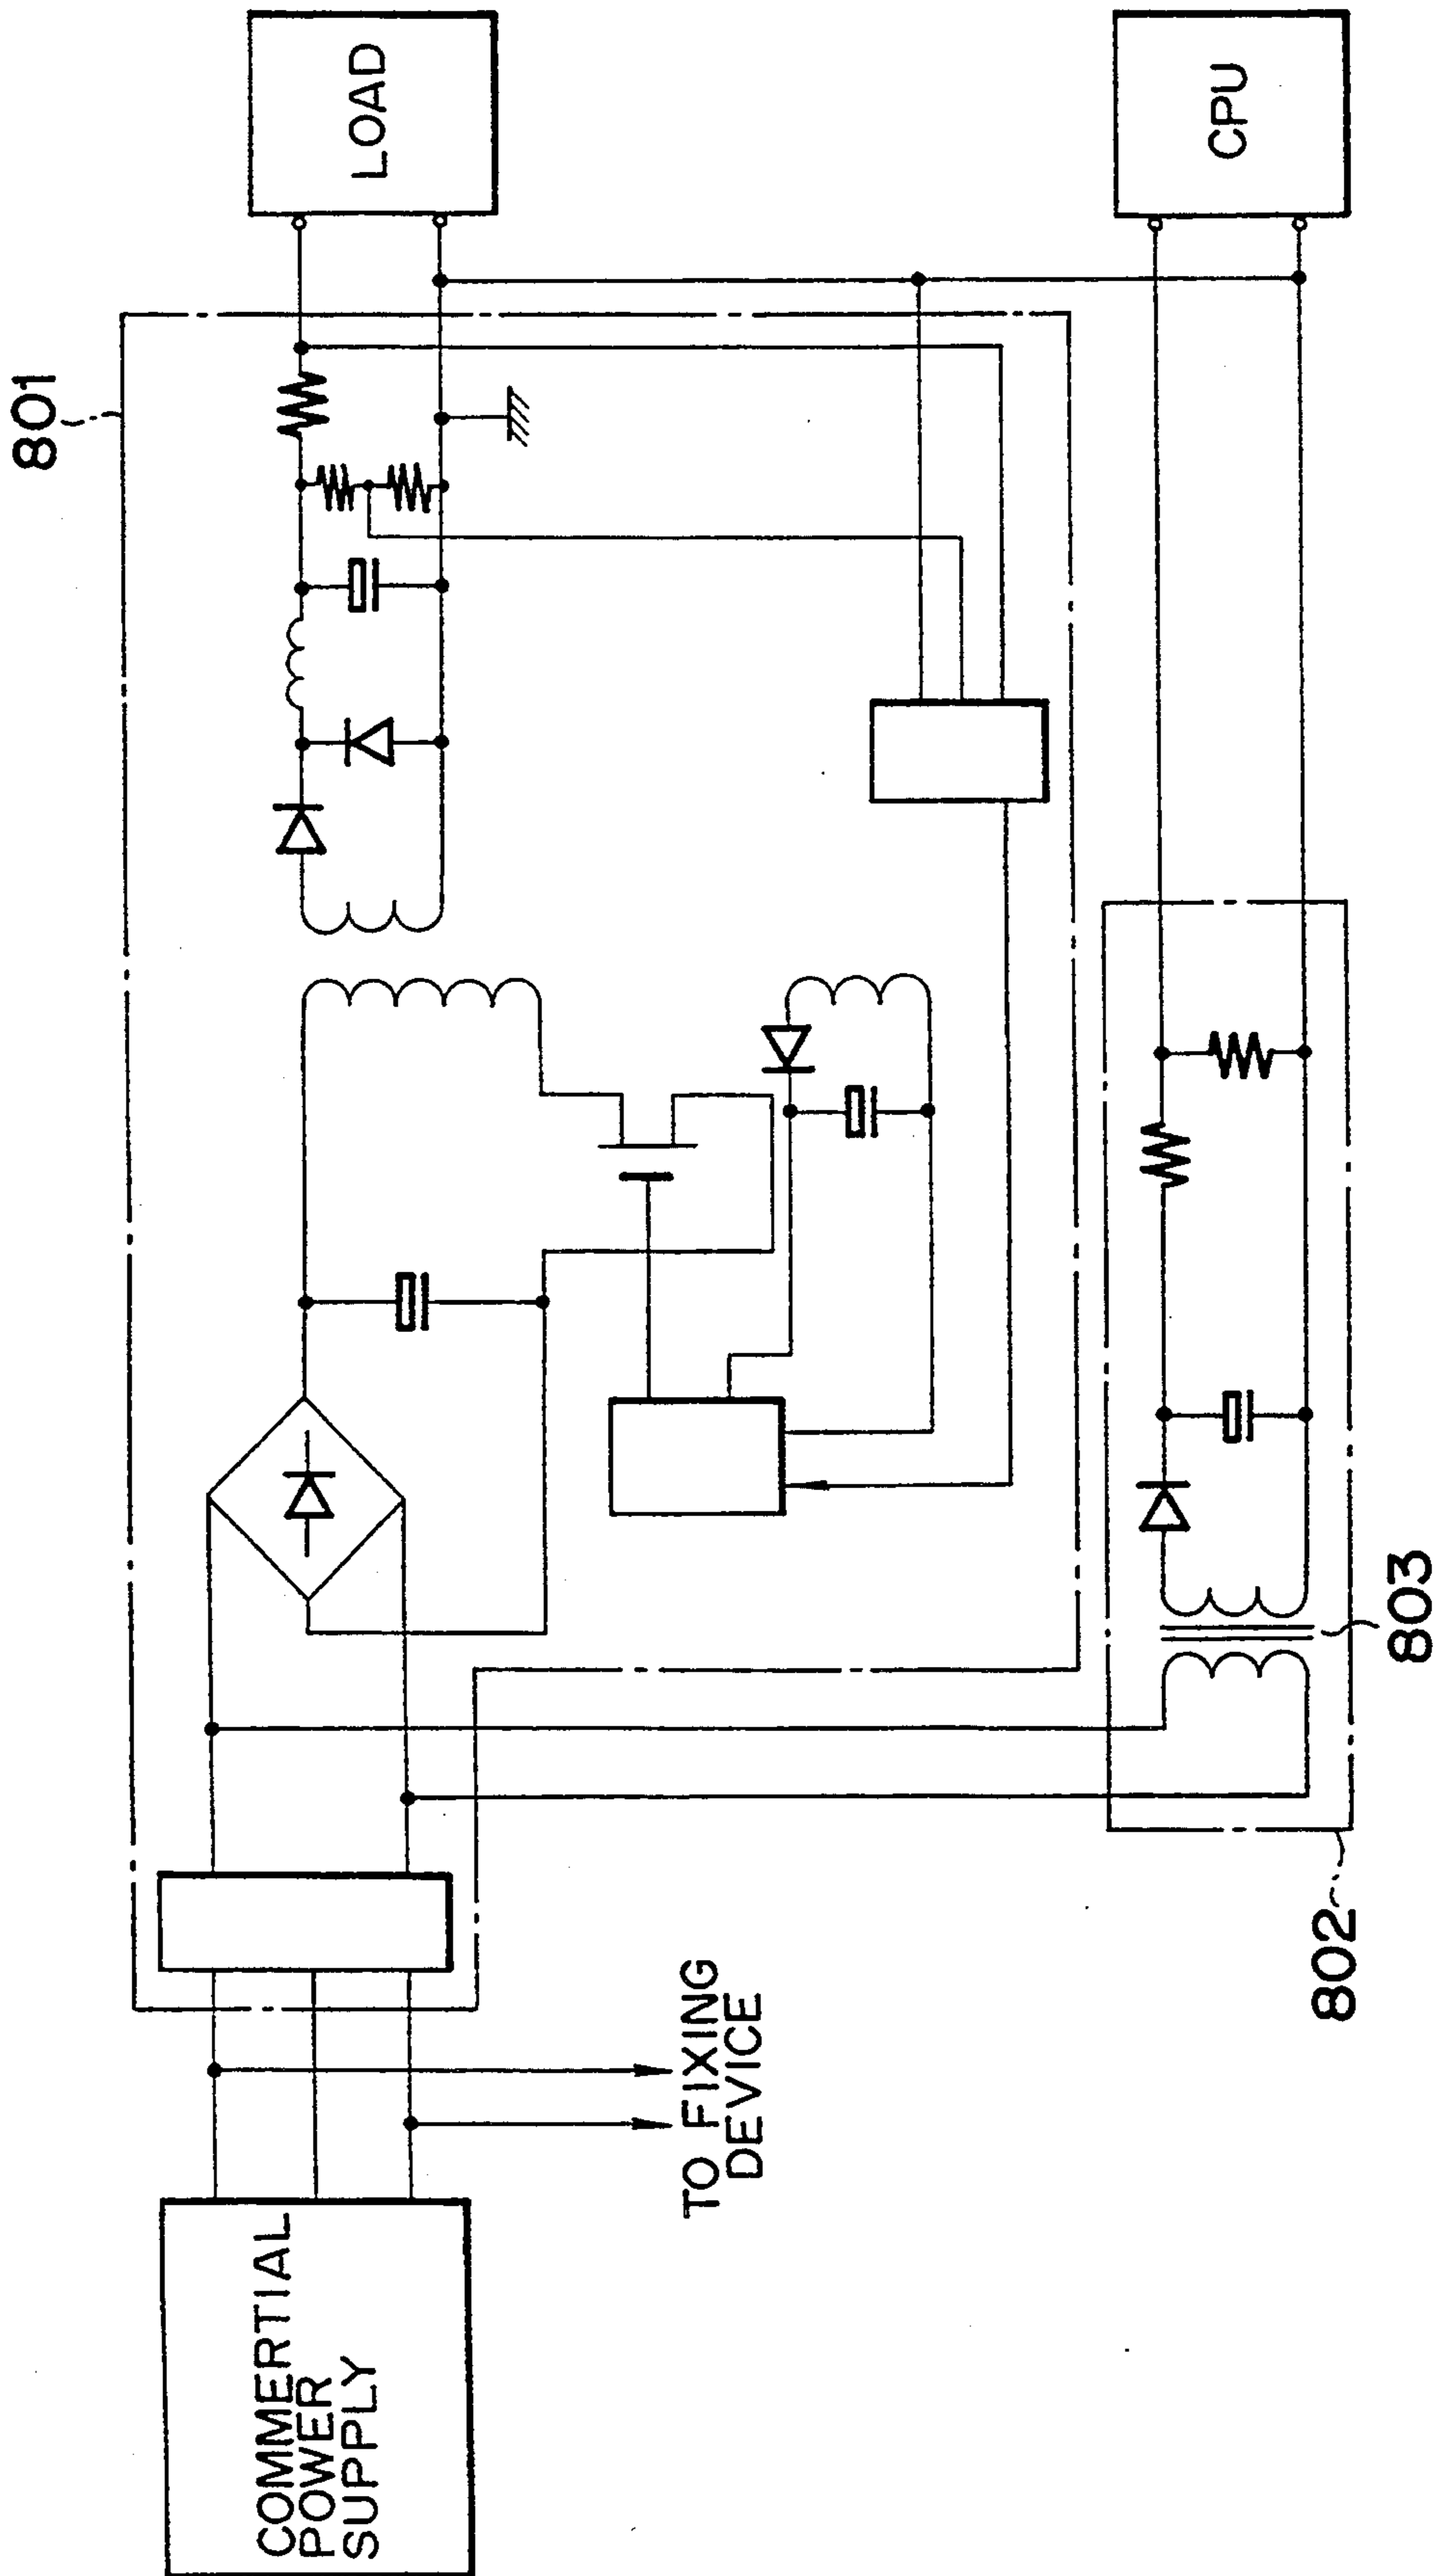 801
LOAD
CPU
COMMERTIAL
POWER
SUPPLY
TO FIXING
DEVICE
802
803